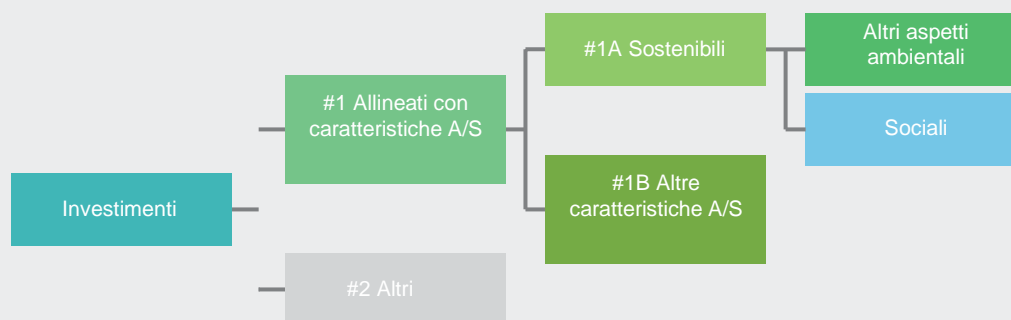 Investimenti
#1 Allineati con
caratteristiche A/S
#2 Altri
#1A Sostenibili
#1B Altre
caratteristiche A/S
Altri aspetti
ambientali
Sociali